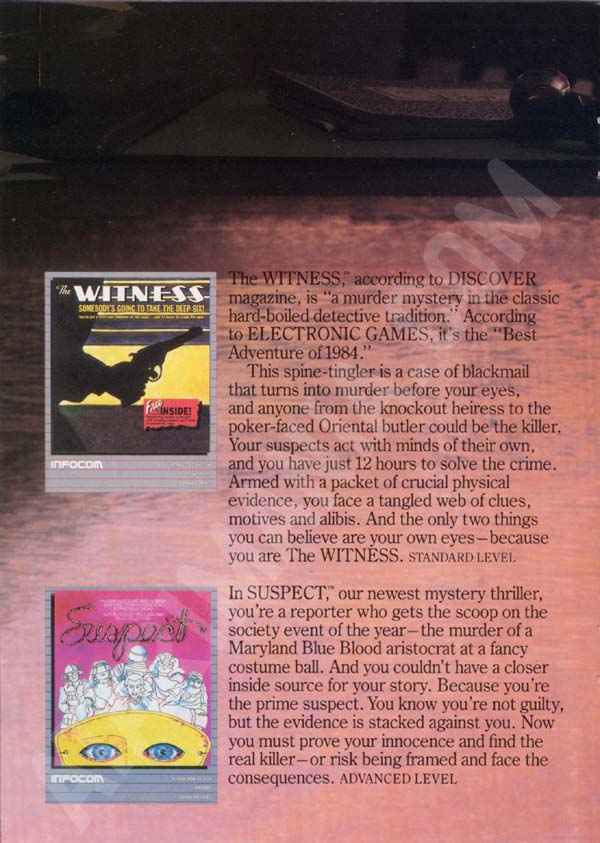 The WITNESS,™ according to DISCOVER
magazine, is “a murder mystery in the classic
hard-boiled detective tradition.” According
to ELECTRONIC GAMES, it’s the “Best
Adventure of 1984.”
This spine-tingler is a case of blackmail
that turns into murder before your eyes,
and anyone from the knockout heiress to the
poker-faced Oriental butler could be the killer.
Your suspects act with minds of their own,
and you have just 12 hours to solve the crime.
Armed with a packet of crucial physical
evidence, you face a tangled web of clues,
motives and alibis. And the only two things
you can believe are your own eyes—because
you are The WITNESS. STANDARD LEVEL
The WITNESS
SOMEBODY'S GOING TO TAKE THE DEEP SIX!
INSIDE!
INFOCOM
In SUSPECT,™ our newest mystery thriller,
you’re a reporter who gets the scoop on the
society event of the year—the murder of a
Maryland Blue Blood aristocrat at a fancy
costume ball. And you couldn’t have a closer
inside source for your story. Because you’re
the prime suspect. You know you’re not guilty,
but the evidence is stacked against you. Now
you must prove your innocence and find the
real killer—or risk being framed and face the
consequences. ADVANCED LEVEL
Suspect
INFOCOM